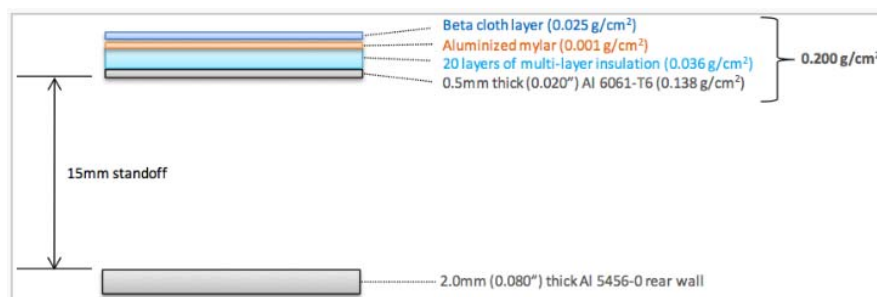 Beta cloth layer (0.025 g/cm²)
Aluminized mylar (0.001 g/cm²)
20 layers of multi-layer insulation (0.036 g/cm²)
0.5mm thick (0.020”) Al 6061-T6 (0.138 g/cm²)
0.200 g/cm²
15mm standoff
2.0mm (0.080”) thick Al 5456-0 rear wall